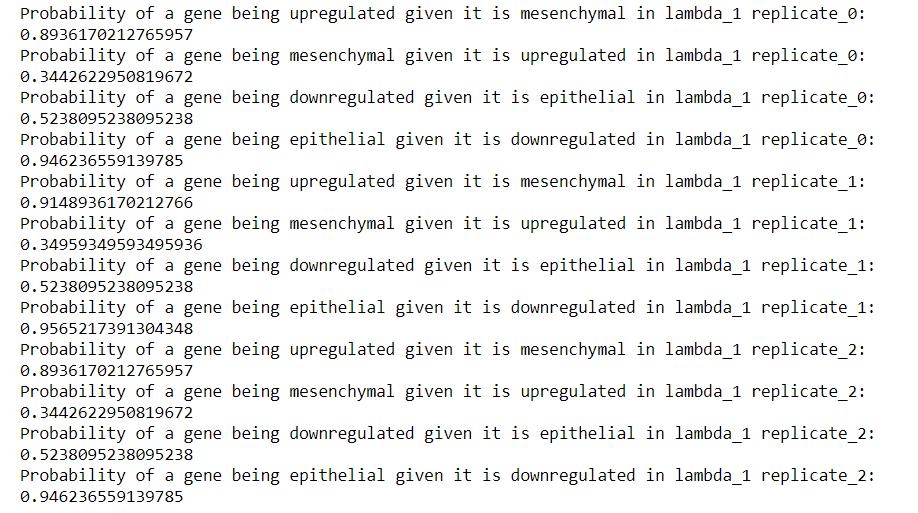 Probability of a gene being upregulated given it is mesenchymal in lambda_1 replicate_0:
0.8936170212765957
Probability of a gene being mesenchymal given it is upregulated in lambda_1 replicate_0:
0.3442622950819672
Probability of a gene being downregulated given it is epithelial in lambda_1 replicate_0:
0.5238095238095238
Probability of a gene being epithelial given it is downregulated in lambda_1 replicate_0:
0.946236559139785
Probability of a gene being upregulated given it is mesenchymal in lambda_1 replicate_1:
0.9148936170212766
Probability of a gene being mesenchymal given it is upregulated in lambda_1 replicate_1:
0.34959349593495936
Probability of a gene being downregulated given it is epithelial in lambda_1 replicate_1:
0.5238095238095238
Probability of a gene being epithelial given it is downregulated in lambda_1 replicate_1:
0.9565217391304348
Probability of a gene being upregulated given it is mesenchymal in lambda_1 replicate_2:
0.8936170212765957
Probability of a gene being mesenchymal given it is upregulated in lambda_1 replicate_2:
0.3442622950819672
Probability of a gene being downregulated given it is epithelial in lambda_1 replicate_2:
0.5238095238095238
Probability of a gene being epithelial given it is downregulated in lambda_1 replicate_2:
0.946236559139785